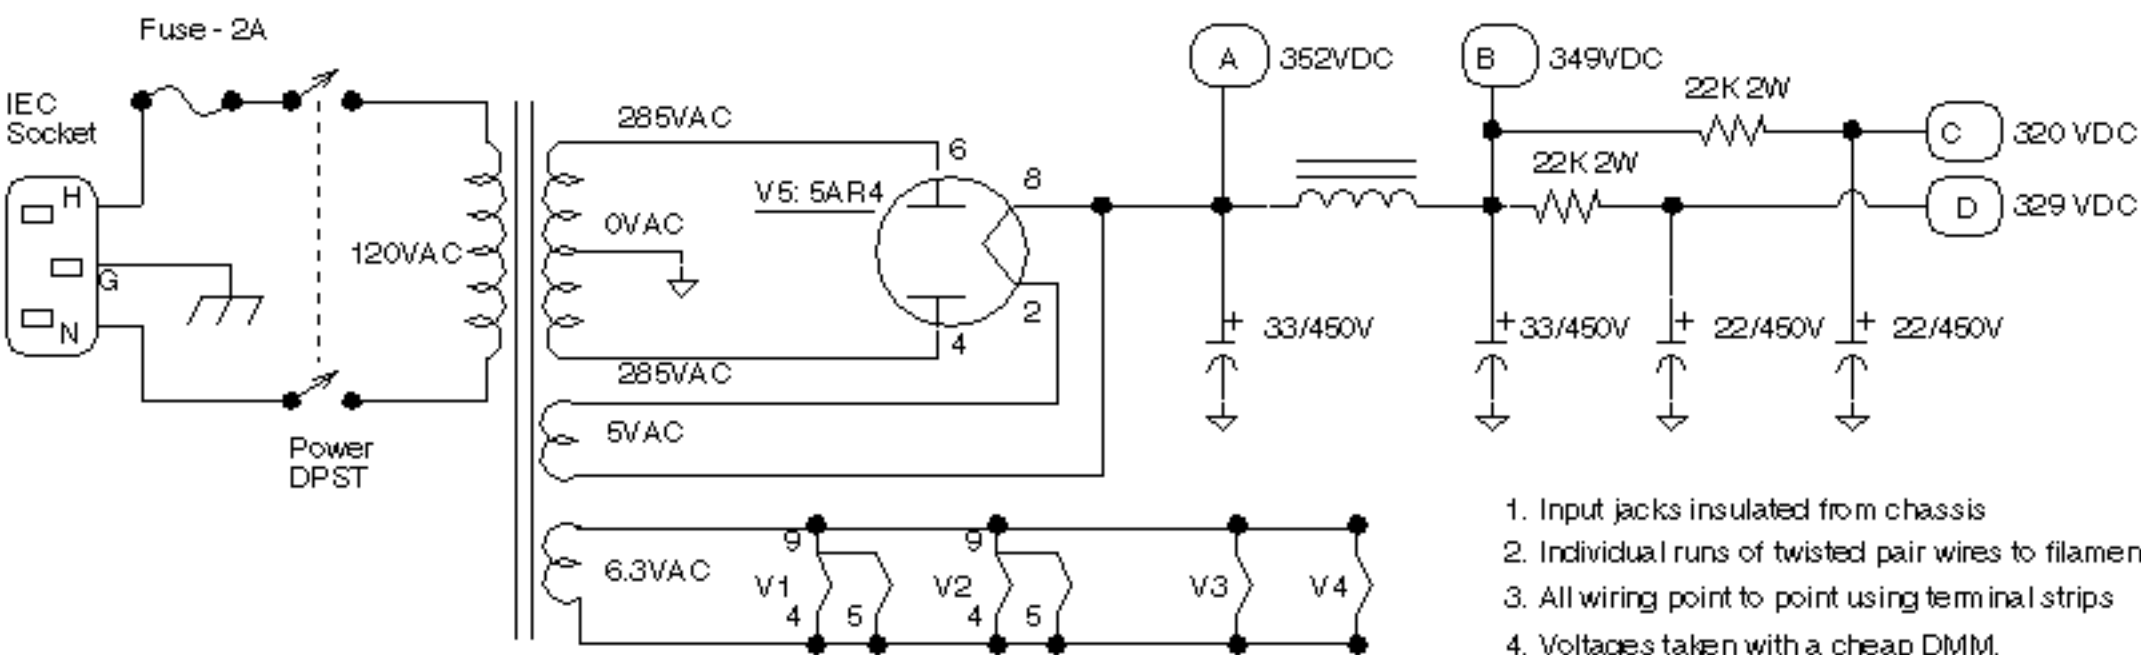 Fuse - 2A
IEC
Socket
H
G
N
Power
DPST
120VAC
285VAC
0VAC
285VAC
5VAC
6.3VAC
V5: 5AR4
6
8
2
4
A
352VDC
B
349VDC
22K 2W
C
320 VDC
22K 2W
D
329 VDC
+
33/450V
+
33/450V
+
22/450V
+
22/450V
9
V1
4
5
9
V2
4
5
V3
V4
1. Input jacks insulated from chassis
2. Individual runs of twisted pair wires to filamen
3. All wiring point to point using terminal strips
4. Voltages taken with a cheap DMM.